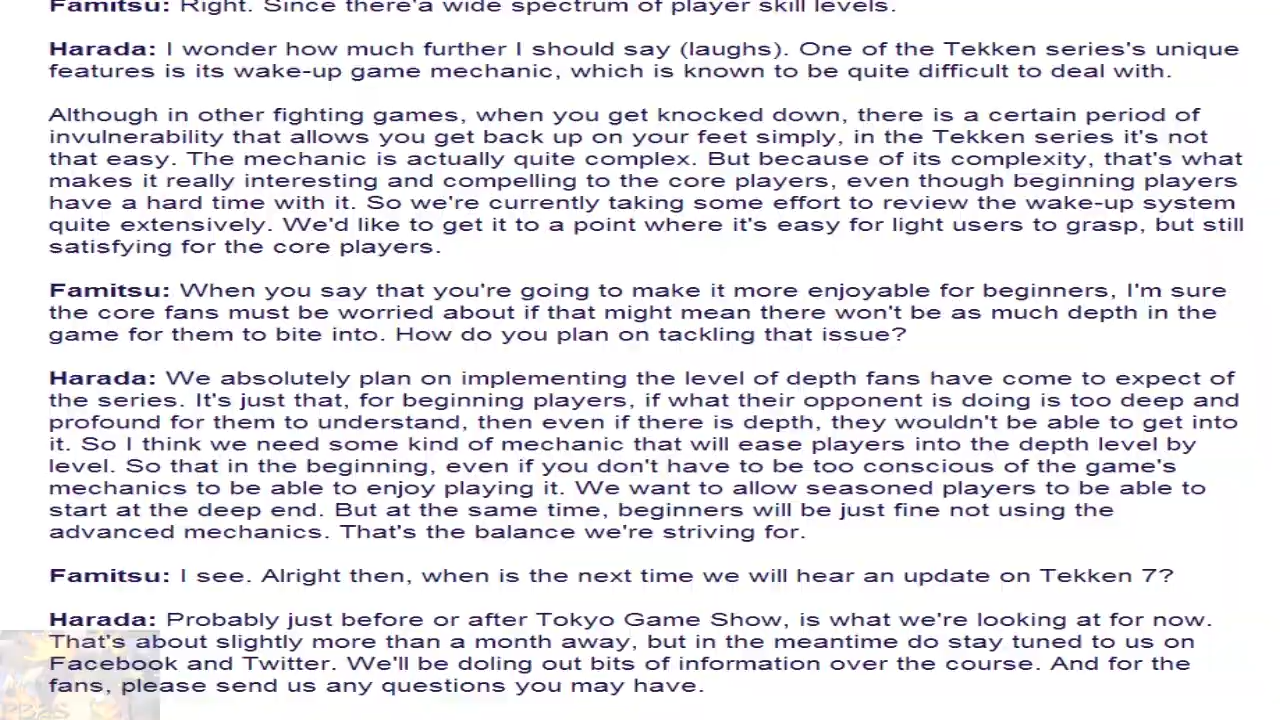 Famitsu: Right. Since there'a wide spectrum of player skill levels.
Harada: I wonder how much further I should say (laughs). One of the Tekken series's unique
features is its wake-up game mechanic, which is known to be quite difficult to deal with.
Although in other fighting games, when you get knocked down, there is a certain period of
invulnerability that allows you get back up on your feet simply, in the Tekken series it's not
that easy. The mechanic is actually quite complex. But because of its complexity, that's what
makes it really interesting and compelling to the core players, even though beginning players
have a hard time with it. So we're currently taking some effort to review the wake-up system
quite extensively. We'd like to get it to a point where it's easy for light users to grasp, but still
satisfying for the core players.
Famitsu: When you say that you're going to make it more enjoyable for beginners, I'm sure
the core fans must be worried about if that might mean there won't be as much depth in the
game for them to bite into. How do you plan on tackling that issue?
Harada: We absolutely plan on implementing the level of depth fans have come to expect of
the series. It's just that, for beginning players, if what their opponent is doing is too deep and
profound for them to understand, then even if there is depth, they wouldn't be able to get into
it. So I think we need some kind of mechanic that will ease players into the depth level by
level. So that in the beginning, even if you don't have to be too conscious of the game's
mechanics to be able to enjoy playing it. We want to allow seasoned players to be able to
start at the deep end. But at the same time, beginners will be just fine not using the
advanced mechanics. That's the balance we're striving for.
Famitsu: I see. Alright then, when is the next time we will hear an update on Tekken 7?
Harada: Probably just before or after Tokyo Game Show, is what we're looking at for now.
That's about slightly more than a month away, but in the meantime do stay tuned to us on
Facebook and Twitter. We'll be doling out bits of information over the course. And for the
fans, please send us any questions you may have.